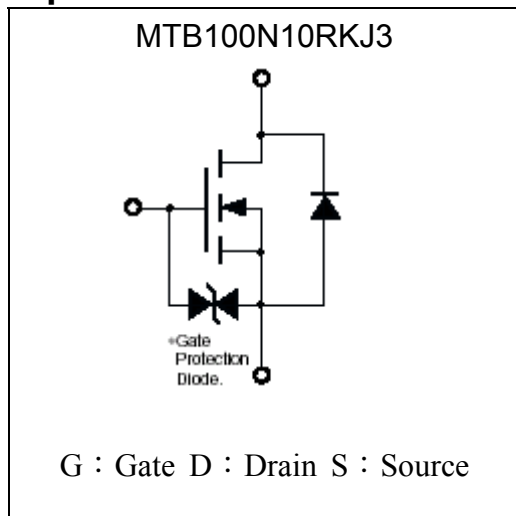 MTB100N10RKJ3
*Gate
Protection
Diode.
G：Gate D：Drain S：Source